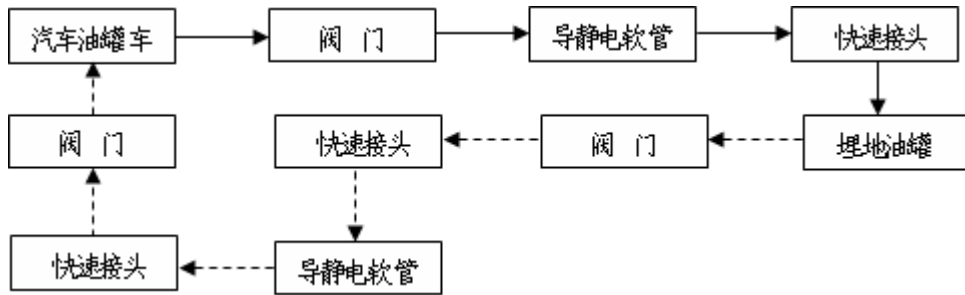 汽车油罐车
阀 门
导静电软管
快速接头
阀 门
快速接头
阀 门
埋地油罐
快速接头
导静电软管